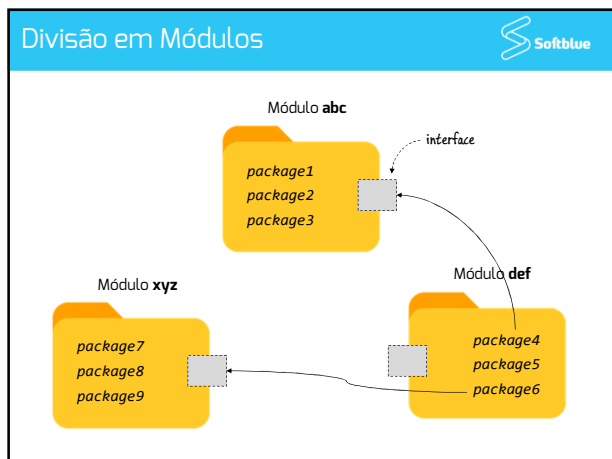 Divisão em Módulos
Softblue
Módulo abc
interface
package1
package2
package3
Módulo xyz
package7
package8
package9
Módulo def
package4
package5
package6